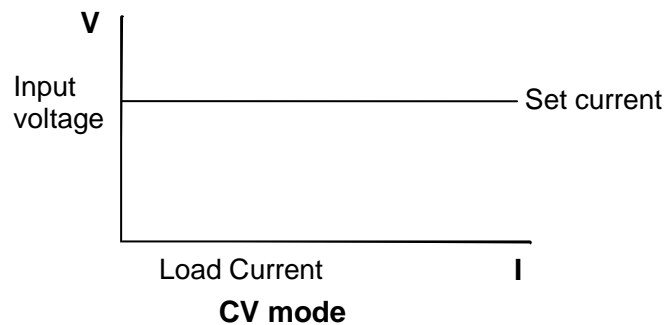 V
Input
voltage
Set current
Load Current
I
CV mode